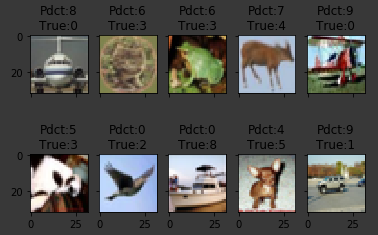 Pdct:8 Pdct:6 Pdct:6 Pdct:7 Pdct:9
True:0 True:3 True:3 True:4 True:0
0
20
Pdct:5 Pdct:0 Pdct:0 Pdct:4 Pdct:9
True:3 True:2 True:8 True:5 True:1
0
20
0 25 0 25 0 25 0 25 0 25